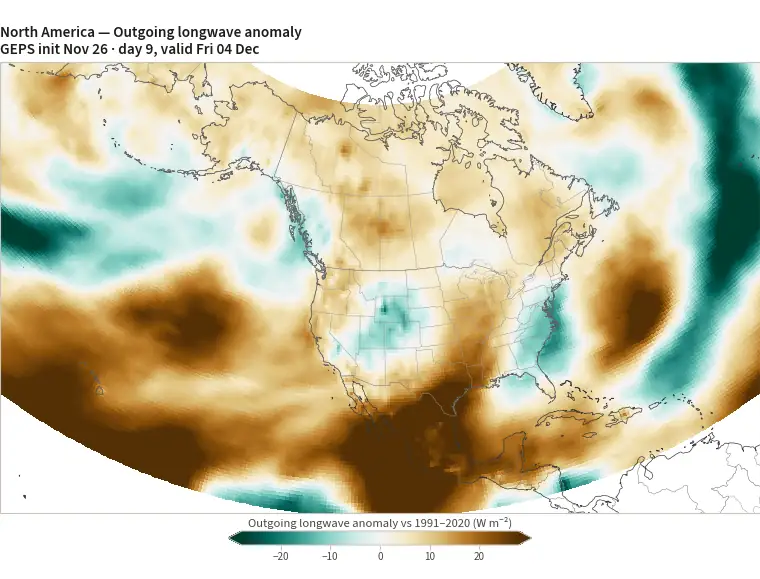 North America — Outgoing longwave anomaly
GEPS init Nov 26 · day 9, valid Fri 04 Dec
Outgoing longwave anomaly vs 1991–2020 (W m⁻²)
−20 −10 0 10 20